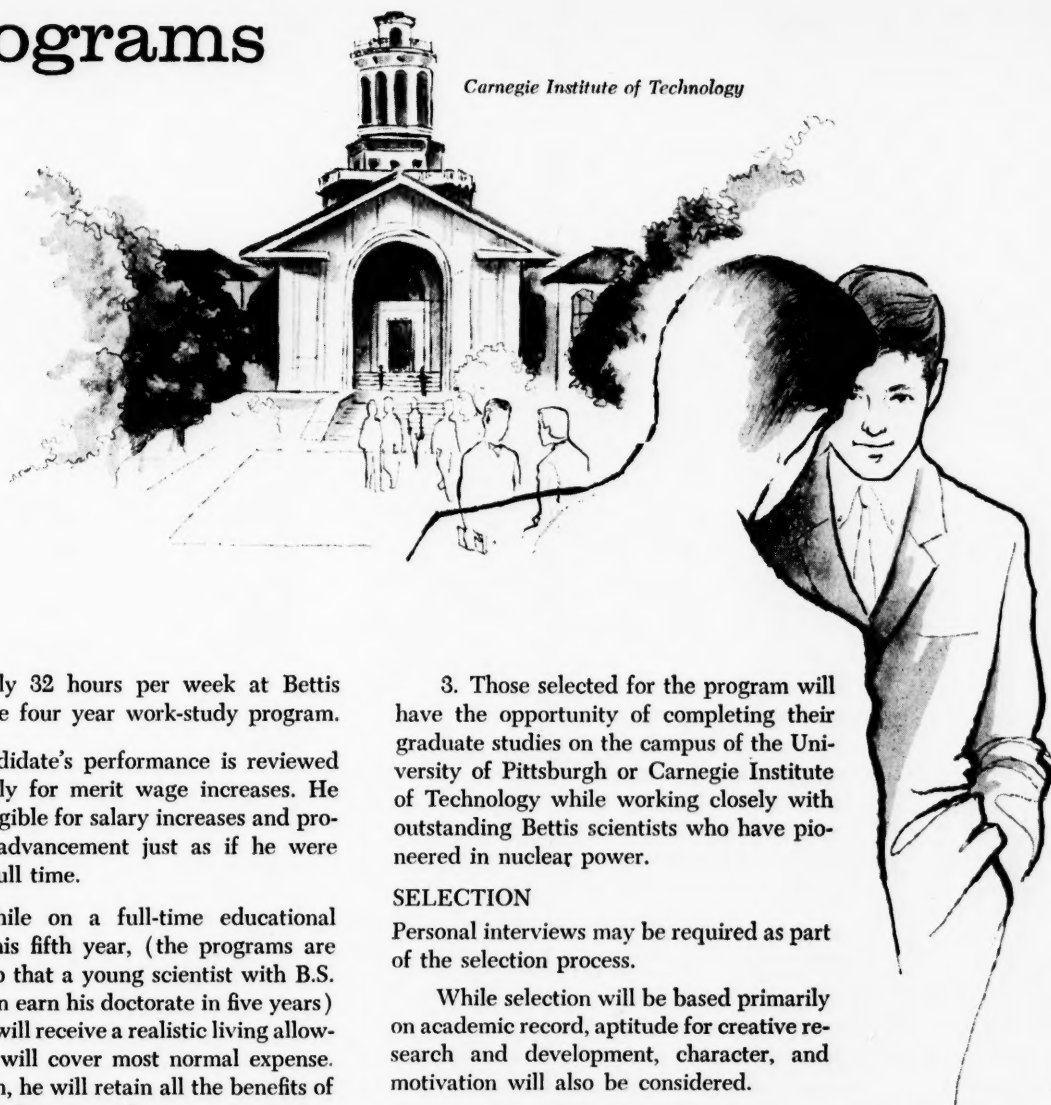 ograms
Carnegie Institute of Technology
ly 32 hours per week at Bettis
e four year work-study program.
didate's performance is reviewed
ly for merit wage increases. He
gible for salary increases and pro-
advancement just as if he were
ull time.
hile on a full-time educational
his fifth year, (the programs are
o that a young scientist with B.S.
n earn his doctorate in five years)
will receive a realistic living allow-
will cover most normal expense.
n, he will retain all the benefits of
3. Those selected for the program will
have the opportunity of completing their
graduate studies on the campus of the Uni-
versity of Pittsburgh or Carnegie Institute
of Technology while working closely with
outstanding Bettis scientists who have pio-
neered in nuclear power.
SELECTION
Personal interviews may be required as part
of the selection process.
While selection will be based primarily
on academic record, aptitude for creative re-
search and development, character, and
motivation will also be considered.